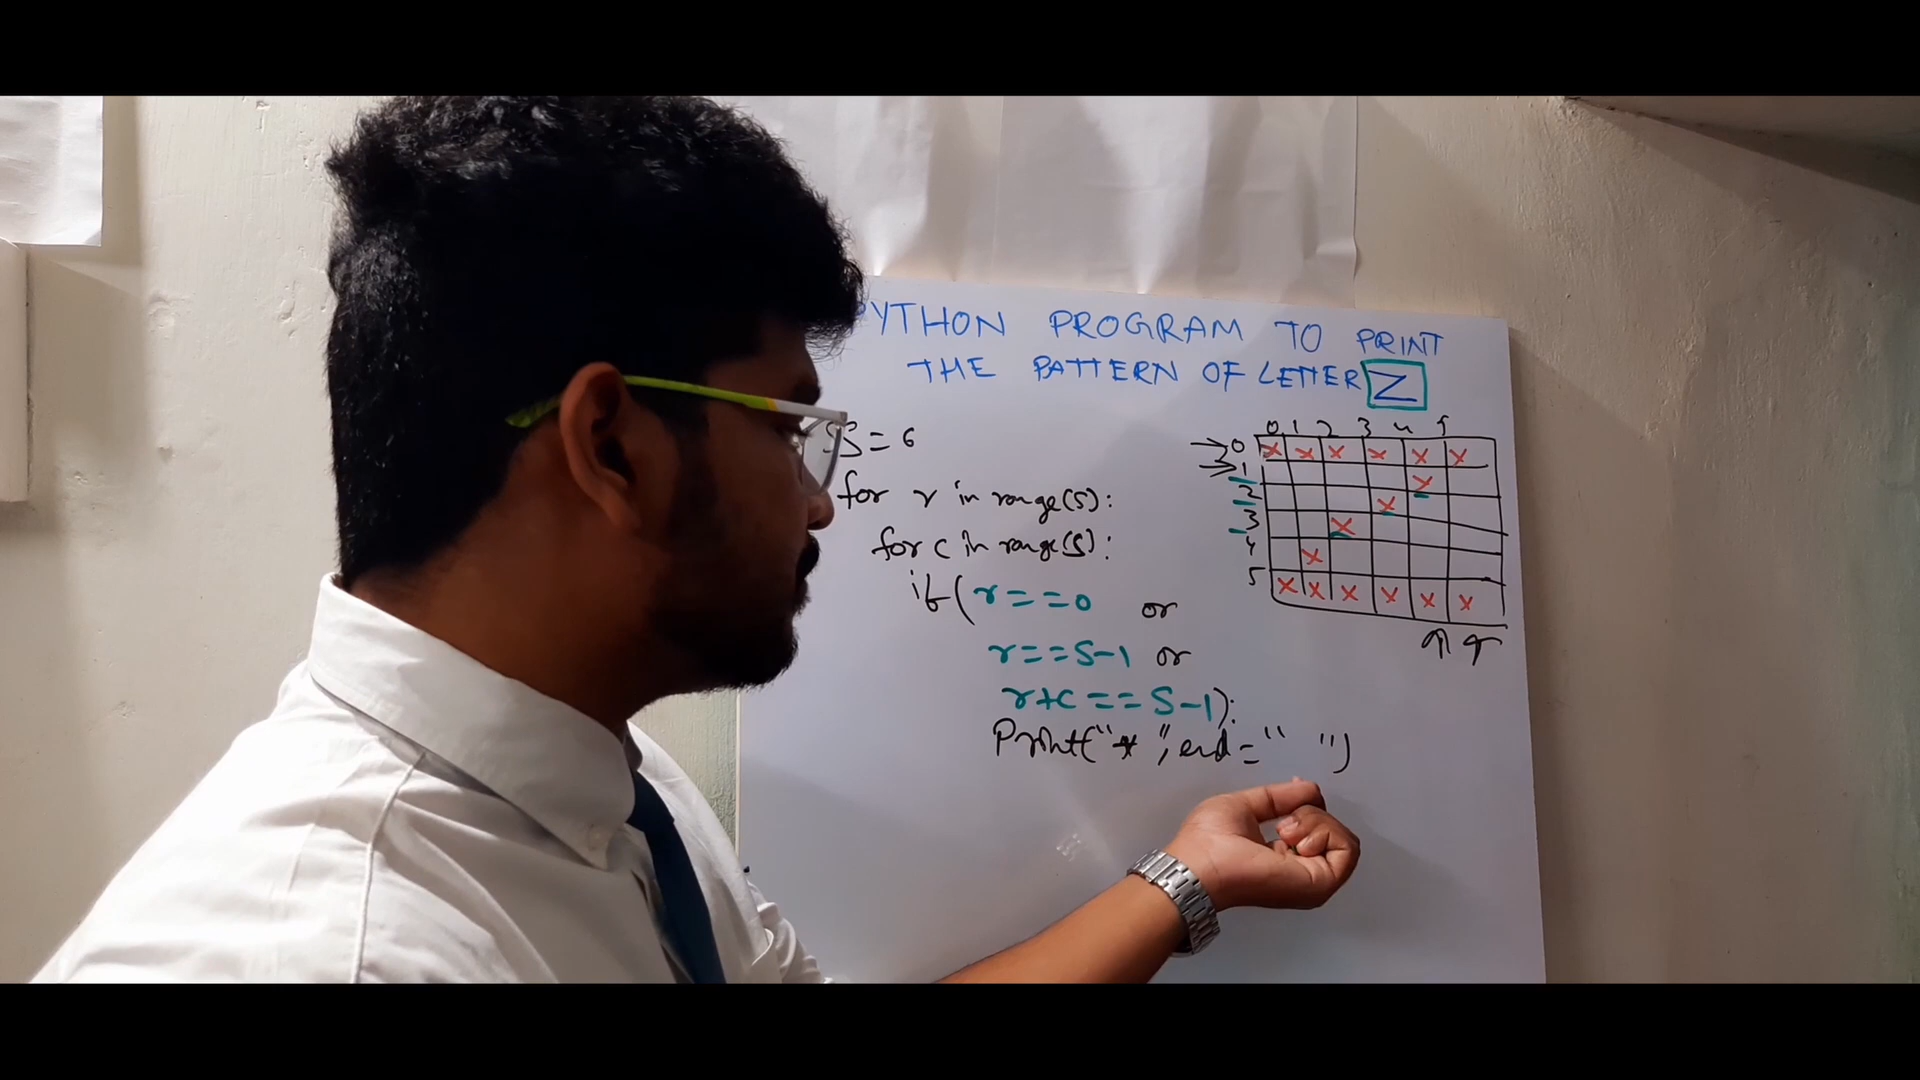 PYTHON PROGRAM TO PRINT
THE PATTERN OF LETTER Z
S = 6
for r in range(S):
for c in range(S):
if(r==0 or
r==S-1 or
r+c==S-1):
Print("*", end=" ")
0 1 2 3 4 5
0 x x x x x x
1 x
2 x
3 x
4 x
5 x x x x x x